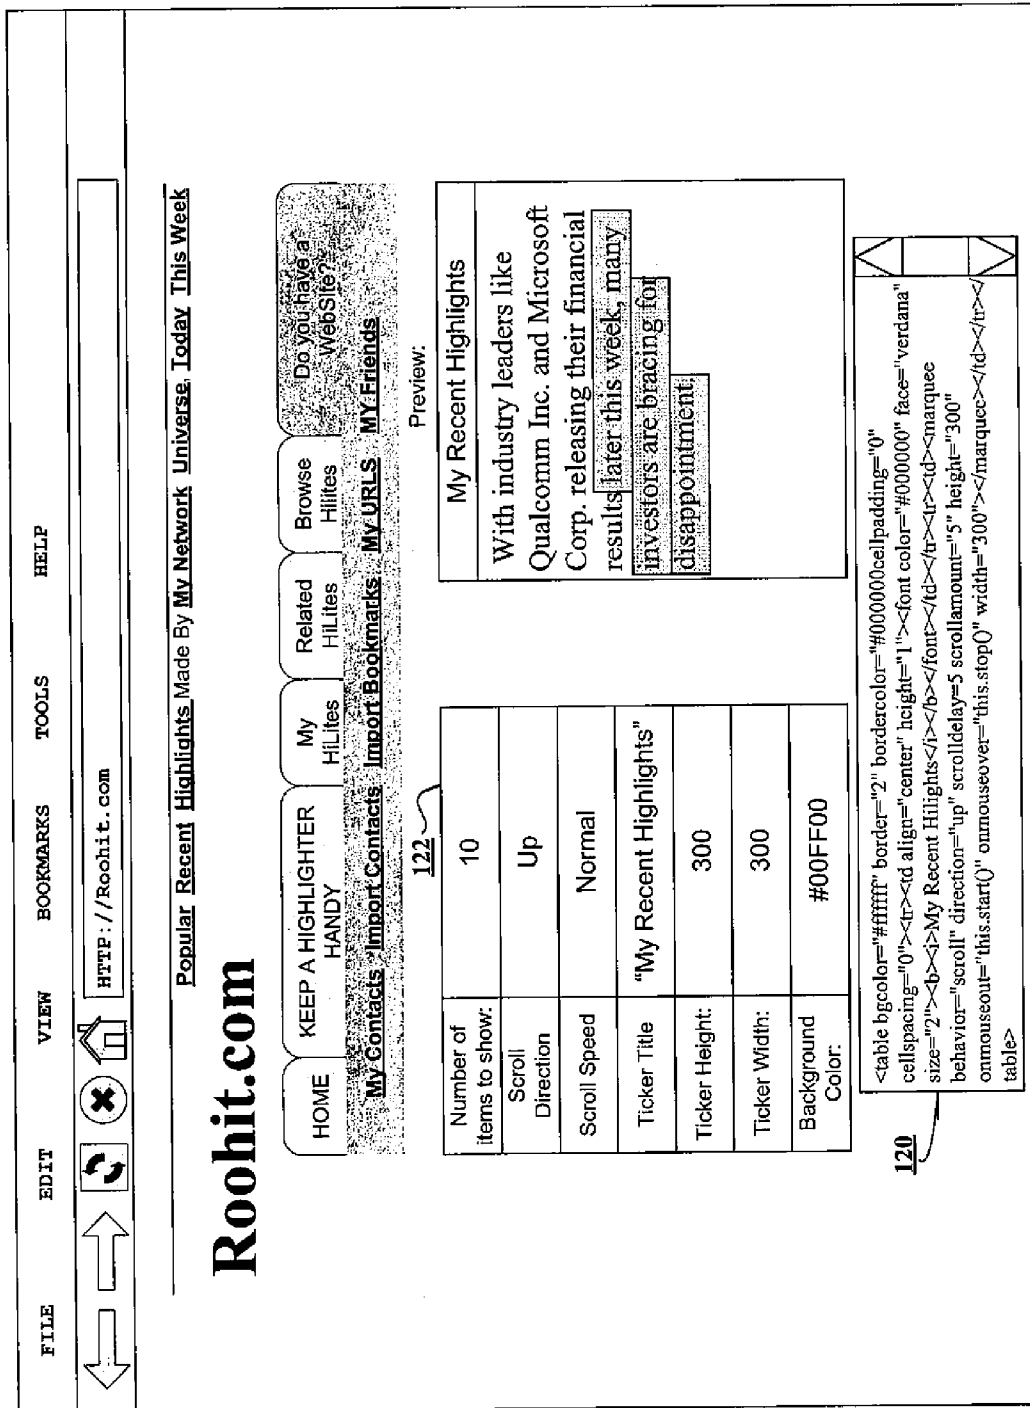 FILE EDIT VIEW BOOKMARKS TOOLS HELP
HTTP://Roohit.com
Popular Recent Highlights Made By My Network Universe Today This Week
Roohit.com
HOME
KEEP A HIGHLIGHTER
HANDY
My
HiLites
Related
HiLites
Browse
Hilites
Do you have a
WebSIte?
My Contacts Import Contacts Import Bookmarks My URLS MY Friends
122
Number of
items to show:
10
Scroll
Direction
Up
Scroll Speed
Normal
Ticker Title
“My Recent Highlights”
Ticker Height:
300
Ticker Width:
300
Background
Color:
#00FF00
Preview:
My Recent Highlights
With industry leaders like
Qualcomm Inc. and Microsoft
Corp. releasing their financial
results later this week, many
investors are bracing for
disappointment.
120
<table bgcolor="#ffffff" border="2" bordercolor="#000000cellpadding="0"
cellspacing="0"><tr><td align="center" height="1"><font color="#000000" face="verdana"
size="2"><b><i>My Recent Hilights</i></b></font></td></tr><tr><td><marquee
behavior="scroll" direction="up" scrolldelay=5 scrollamount="5" height="300"
onmouseout="this.start()" onmouseover="this.stop()" width="300"></marquee></td></tr></
table>